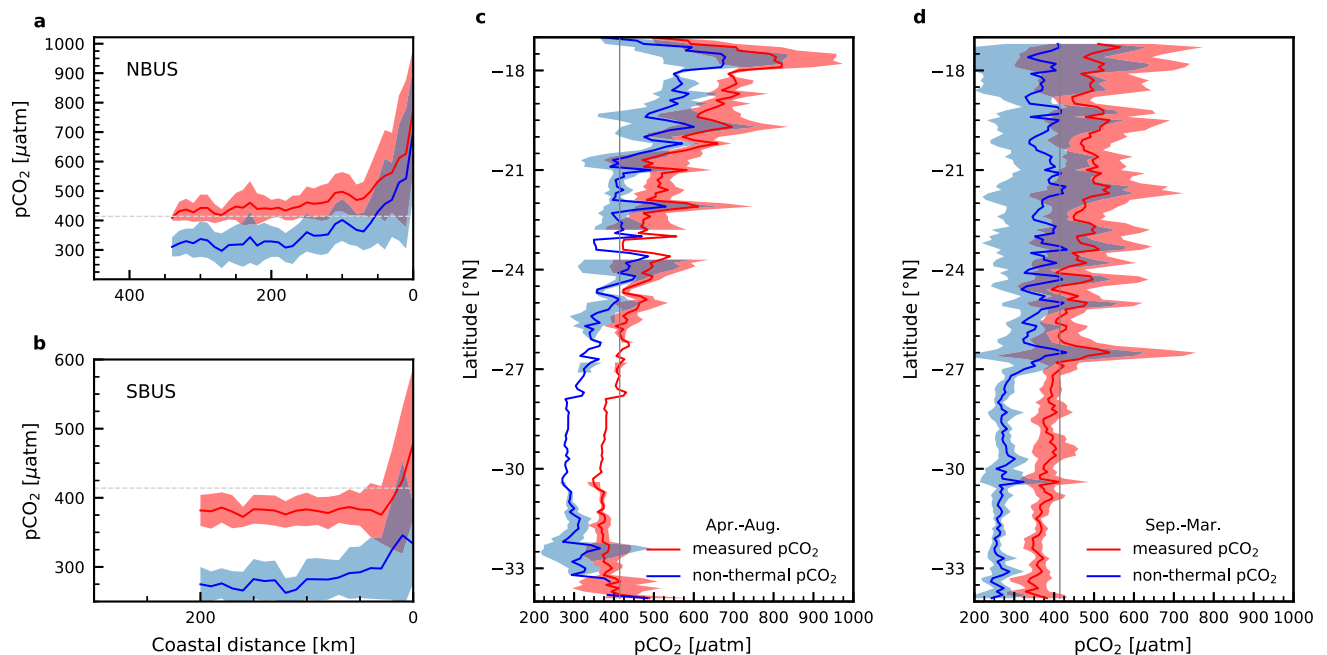 a
1000
900
800
700
600
500
400
300
pCO₂ [μatm]
NBUS
400
200
0
b
600
500
400
300
pCO₂ [μatm]
SBUS
200
0
Coastal distance [km]
c
−18
−21
−24
−27
−30
−33
Latitude [°N]
Apr.-Aug.
measured pCO₂
non-thermal pCO₂
200 300 400 500 600 700 800 900 1000
pCO₂ [μatm]
d
−18
−21
−24
−27
−30
−33
Latitude [°N]
Sep.-Mar.
measured pCO₂
non-thermal pCO₂
200 300 400 500 600 700 800 900 1000
pCO₂ [μatm]